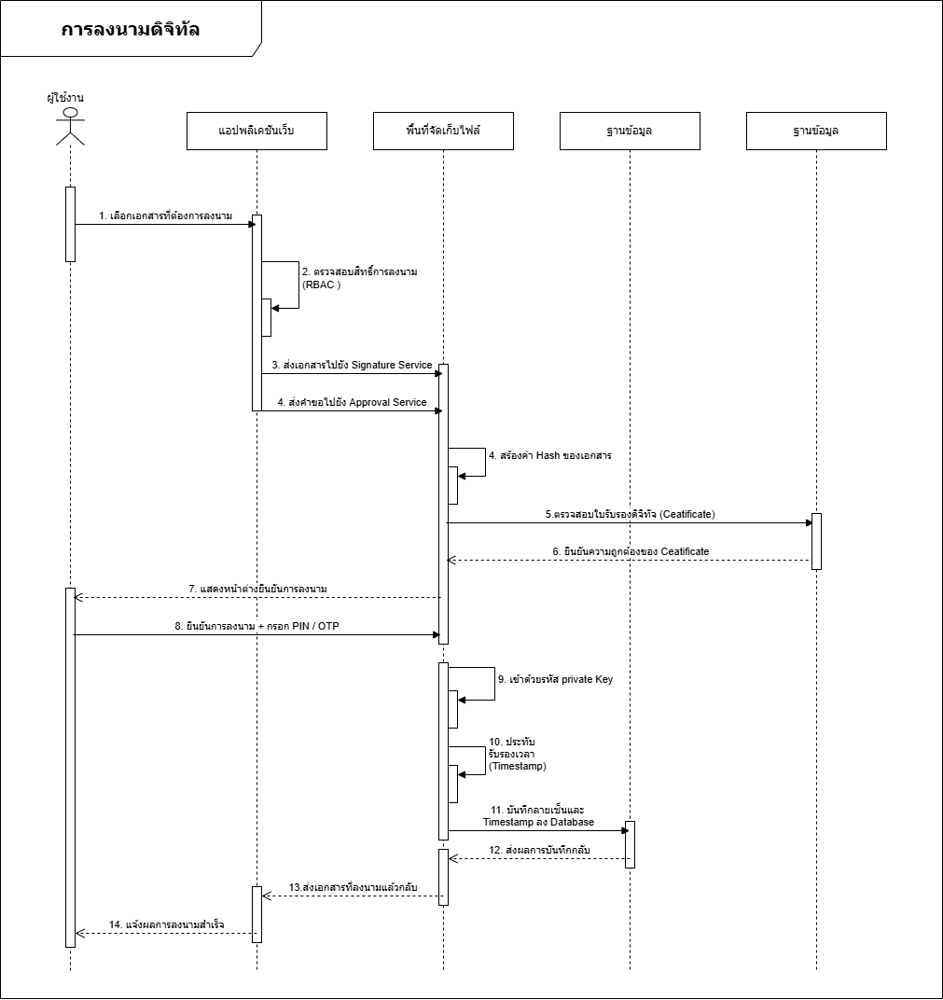 การลงนามดิจิทัล
ผู้ใช้งาน
แอปพลิเคชันเว็บ
พื้นที่จัดเก็บไฟล์
ฐานข้อมูล
ฐานข้อมูล
1. เลือกเอกสารที่ต้องการลงนาม
2. ตรวจสอบสิทธิ์การลงนาม
(RBAC )
3. ส่งเอกสารไปยัง Signature Service
4. ส่งคำขอไปยัง Approval Service
4. สร้องค่า Hash ของเอกสาร
5.ตรวจสอบใบรับรองดิจิทัจ (Ceatificate)
6. ยืนยันความถูกต้องของ Ceatificate
7. แสดงหน้าต่างยืนยันการลงนาม
8. ยืนยันการลงนาม + กรอก PIN / OTP
9. เข้าด้วยรหัส private Key
10. ประทับ
รับรองเวลา
(Timestamp)
11. บันทึกลายเซ็นและ
Timestamp ลง Database
12. ส่งผลการบันทึกกลับ
13.ส่งเอกสารที่ลงนามแล้วกลับ
14. แจ้งผลการลงนามสำเร็จ